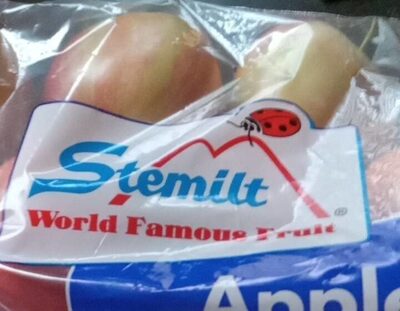 Stemilt
World Famous Fruit ®
Apple